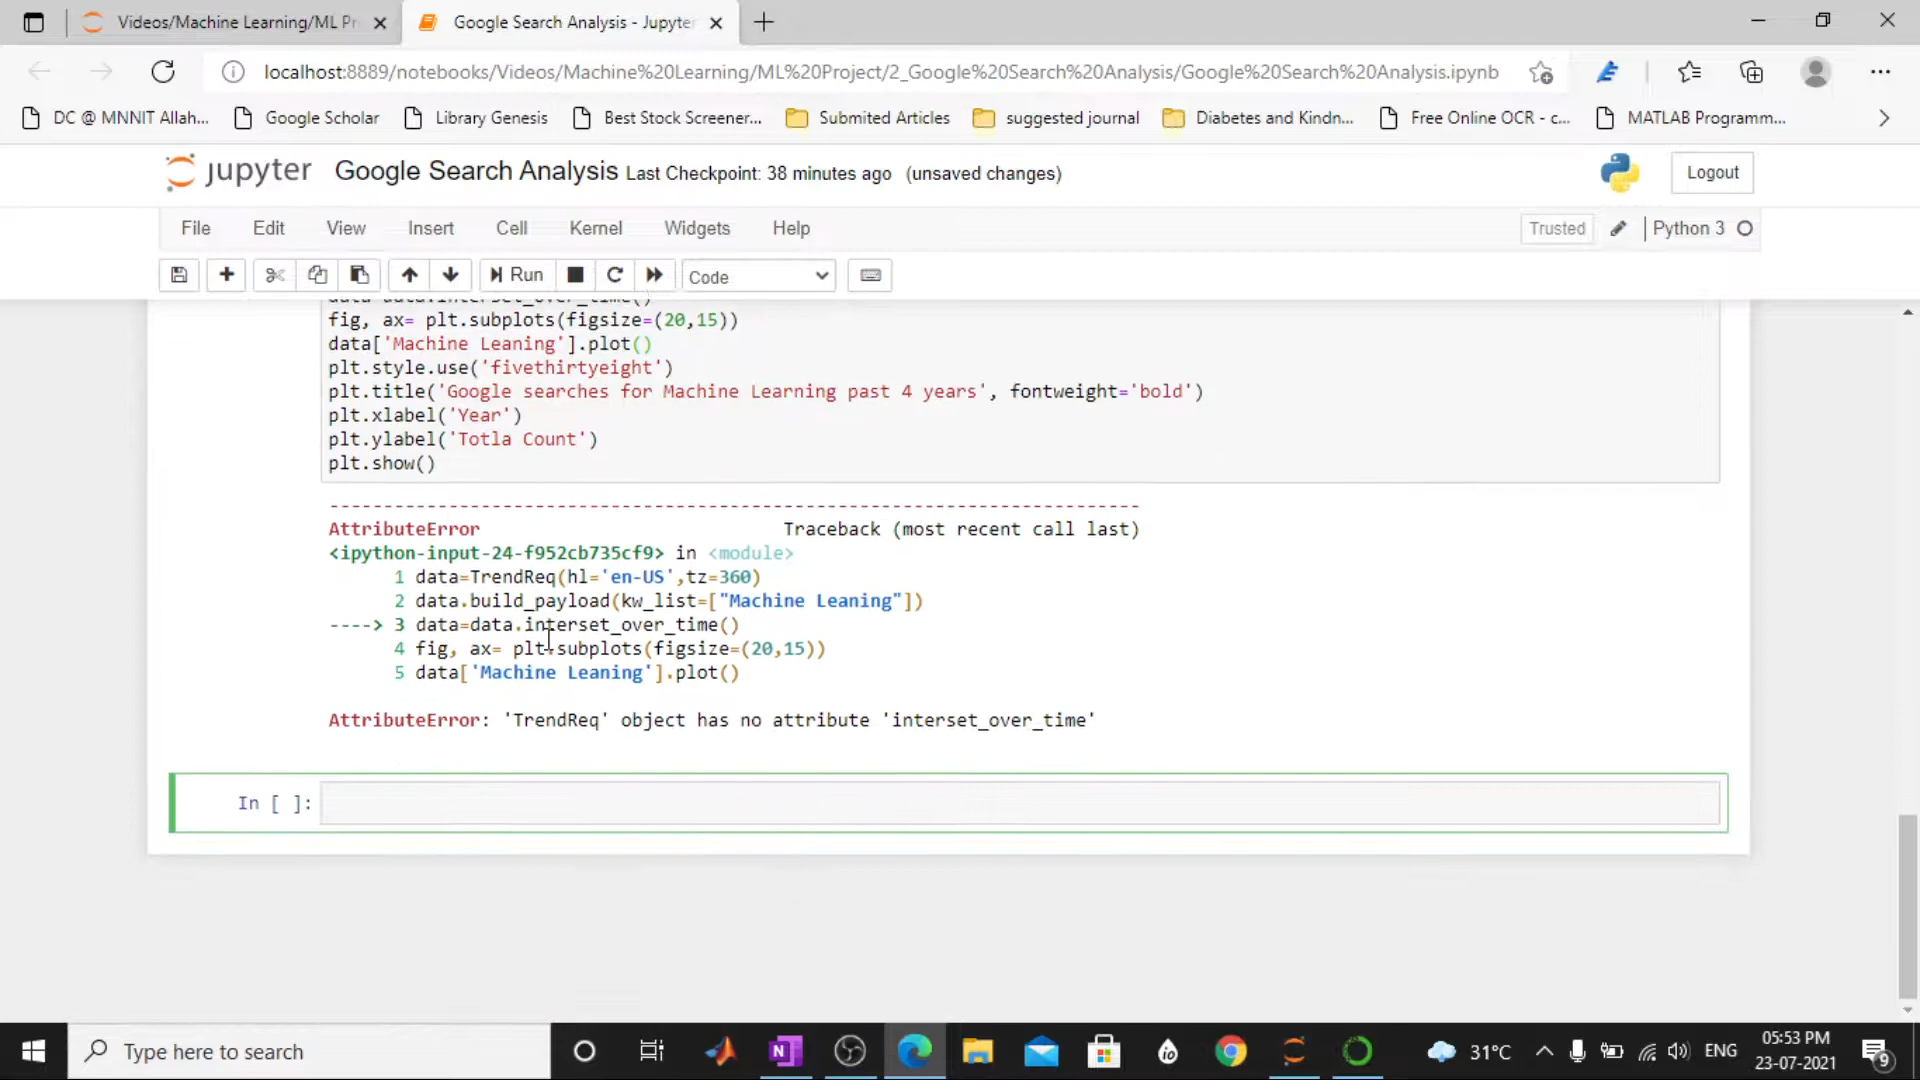 Videos/Machine Learning/ML Pr
Google Search Analysis - Jupyter
localhost:8889/notebooks/Videos/Machine%20Learning/ML%20Project/2_Google%20Search%20Analysis/Google%20Search%20Analysis.ipynb
DC @ MNNIT Allah... Google Scholar Library Genesis Best Stock Screener... Submited Articles suggested journal Diabetes and Kindn... Free Online OCR - c... MATLAB Programm...
jupyter Google Search Analysis Last Checkpoint: 38 minutes ago (unsaved changes) Logout
File Edit View Insert Cell Kernel Widgets Help Trusted Python 3
Run Code
data=data.interset_over_time()
fig, ax= plt.subplots(figsize=(20,15))
data['Machine Leaning'].plot()
plt.style.use('fivethirtyeight')
plt.title('Google searches for Machine Learning past 4 years', fontweight='bold')
plt.xlabel('Year')
plt.ylabel('Totla Count')
plt.show()
---------------------------------------------------------------------------
AttributeError Traceback (most recent call last)
<ipython-input-24-f952cb735cf9> in <module>
1 data=TrendReq(hl='en-US',tz=360)
2 data.build_payload(kw_list=["Machine Leaning"])
----> 3 data=data.interset_over_time()
4 fig, ax= plt.subplots(figsize=(20,15))
5 data['Machine Leaning'].plot()
AttributeError: 'TrendReq' object has no attribute 'interset_over_time'
In [ ]:
Type here to search
31°C
ENG
05:53 PM
23-07-2021
9